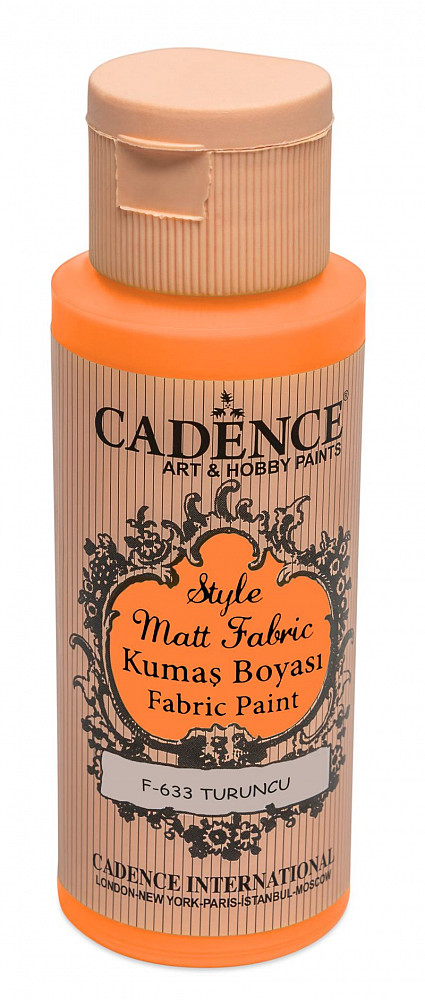 CADENCE®
ART & HOBBY PAINTS
Style
Matt Fabric
Kumaş Boyası
Fabric Paint
F-633 TURUNCU
CADENCE INTERNATIONAL
LONDON-NEW YORK-PARIS-İSTANBUL-MOSCOW